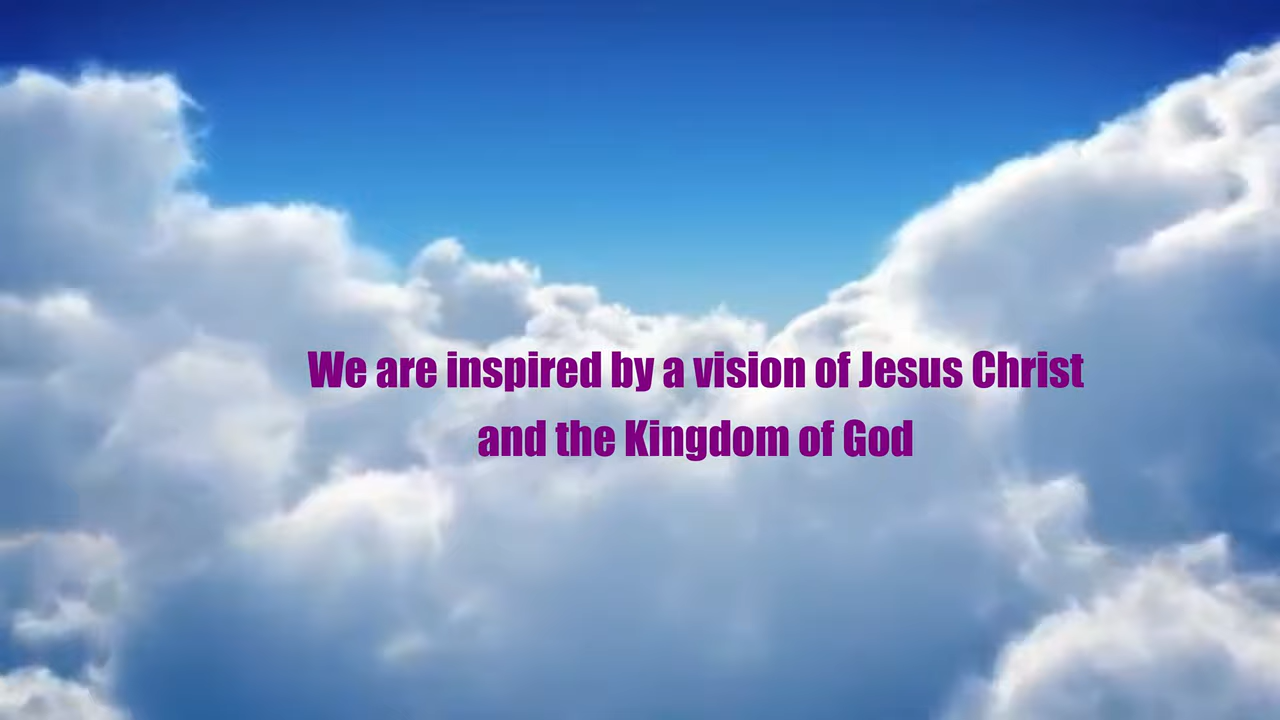 We are inspired by a vision of Jesus Christ
and the Kingdom of God